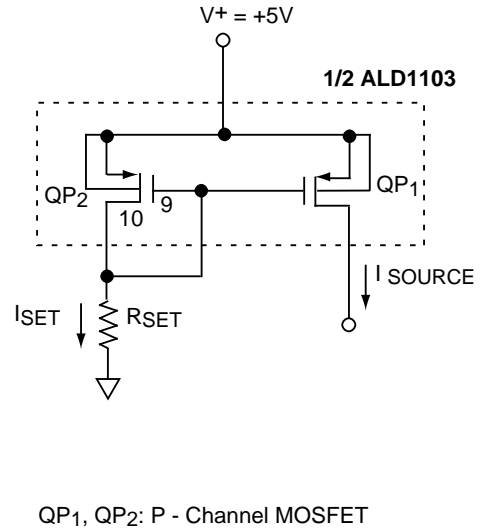 V+ = +5V
1/2 ALD1103
QP2
10
9
QP1
I SOURCE
ISET
RSET
QP1, QP2: P - Channel MOSFET